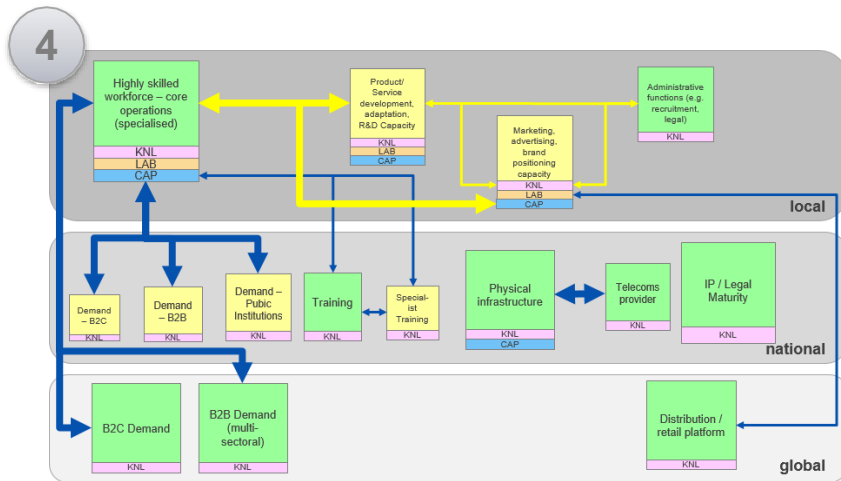 4
Highly skilled
workforce – core
operations
(specialised)
KNL
LAB
CAP
Product/
Service
development,
adaptation,
R&D Capacity
KNL
LAB
CAP
Marketing,
advertising,
brand
positioning
capacity
KNL
LAB
CAP
Administrative
functions (e.g.
recruitment,
legal)
KNL
local
Demand
– B2C
KNL
Demand
– B2B
KNL
Demand –
Pubic
Institutions
KNL
Training
KNL
Special-
ist
Training
KNL
Physical
infrastructure
KNL
CAP
Telecoms
provider
KNL
IP / Legal
Maturity
KNL
national
B2C Demand
KNL
B2B Demand
(multi-
sectoral)
KNL
Distribution /
retail platform
KNL
global